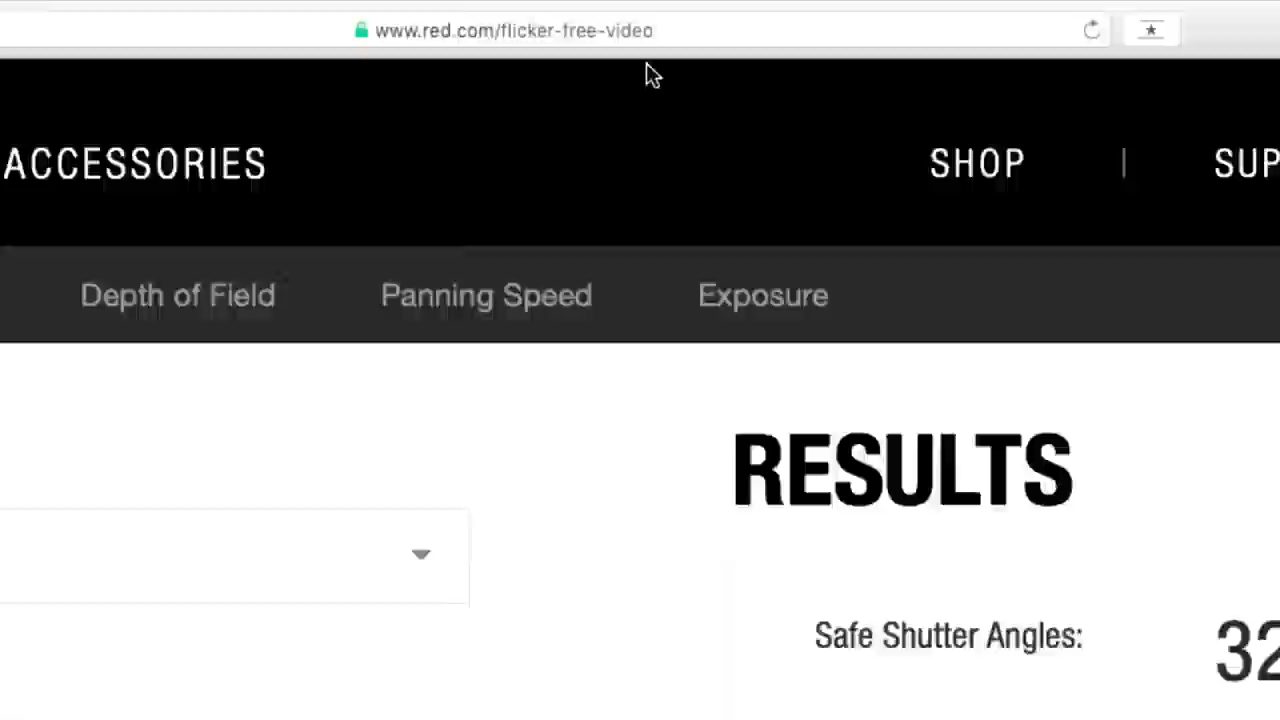 www.red.com/flicker-free-video
ACCESSORIES SHOP | SUP
Depth of Field Panning Speed Exposure
RESULTS
Safe Shutter Angles: 32